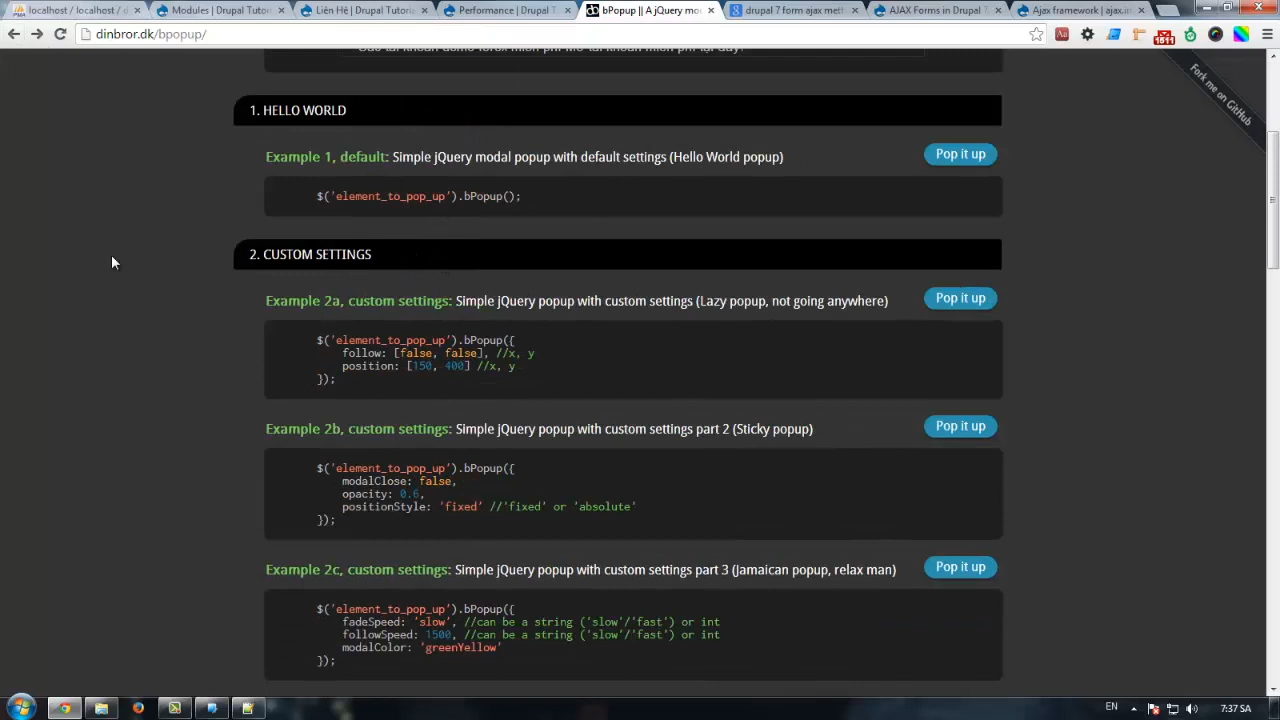 localhost / localhost / d
Modules | Drupal Tutor
Liên Hệ | Drupal Tutoria
Performance | Drupal Tu
bPopup || A jQuery mo
drupal 7 form ajax met
AJAX Forms in Drupal
Ajax framework | ajax.in
dinbror.dk/bpopup/
1511
Fork me on GitHub
1. HELLO WORLD
Example 1, default: Simple jQuery modal popup with default settings (Hello World popup)
Pop it up
$('element_to_pop_up').bPopup();
2. CUSTOM SETTINGS
Example 2a, custom settings: Simple jQuery popup with custom settings (Lazy popup, not going anywhere)
Pop it up
$('element_to_pop_up').bPopup({
follow: [false, false], //x, y
position: [150, 400] //x, y
});
Example 2b, custom settings: Simple jQuery popup with custom settings part 2 (Sticky popup)
Pop it up
$('element_to_pop_up').bPopup({
modalClose: false,
opacity: 0.6,
positionStyle: 'fixed' //'fixed' or 'absolute'
});
Example 2c, custom settings: Simple jQuery popup with custom settings part 3 (Jamaican popup, relax man)
Pop it up
$('element_to_pop_up').bPopup({
fadeSpeed: 'slow', //can be a string ('slow'/'fast') or int
followSpeed: 1500, //can be a string ('slow'/'fast') or int
modalColor: 'greenYellow'
});
EN
7:37 SA